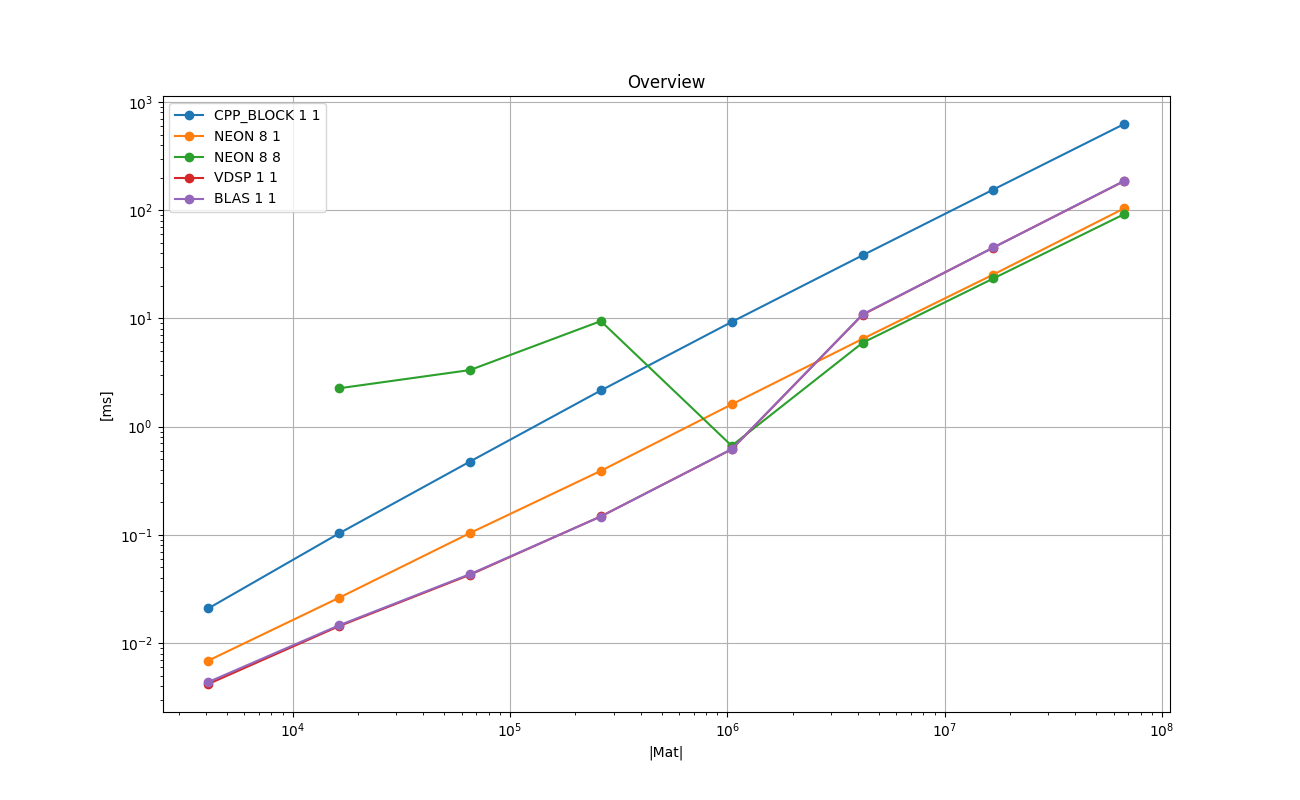 Overview
CPP_BLOCK 1 1
NEON 8 1
NEON 8 8
VDSP 1 1
BLAS 1 1
[ms]
10³
10²
10¹
10⁰
10⁻¹
10⁻²
10⁴
10⁵
10⁶
10⁷
10⁸
|Mat|